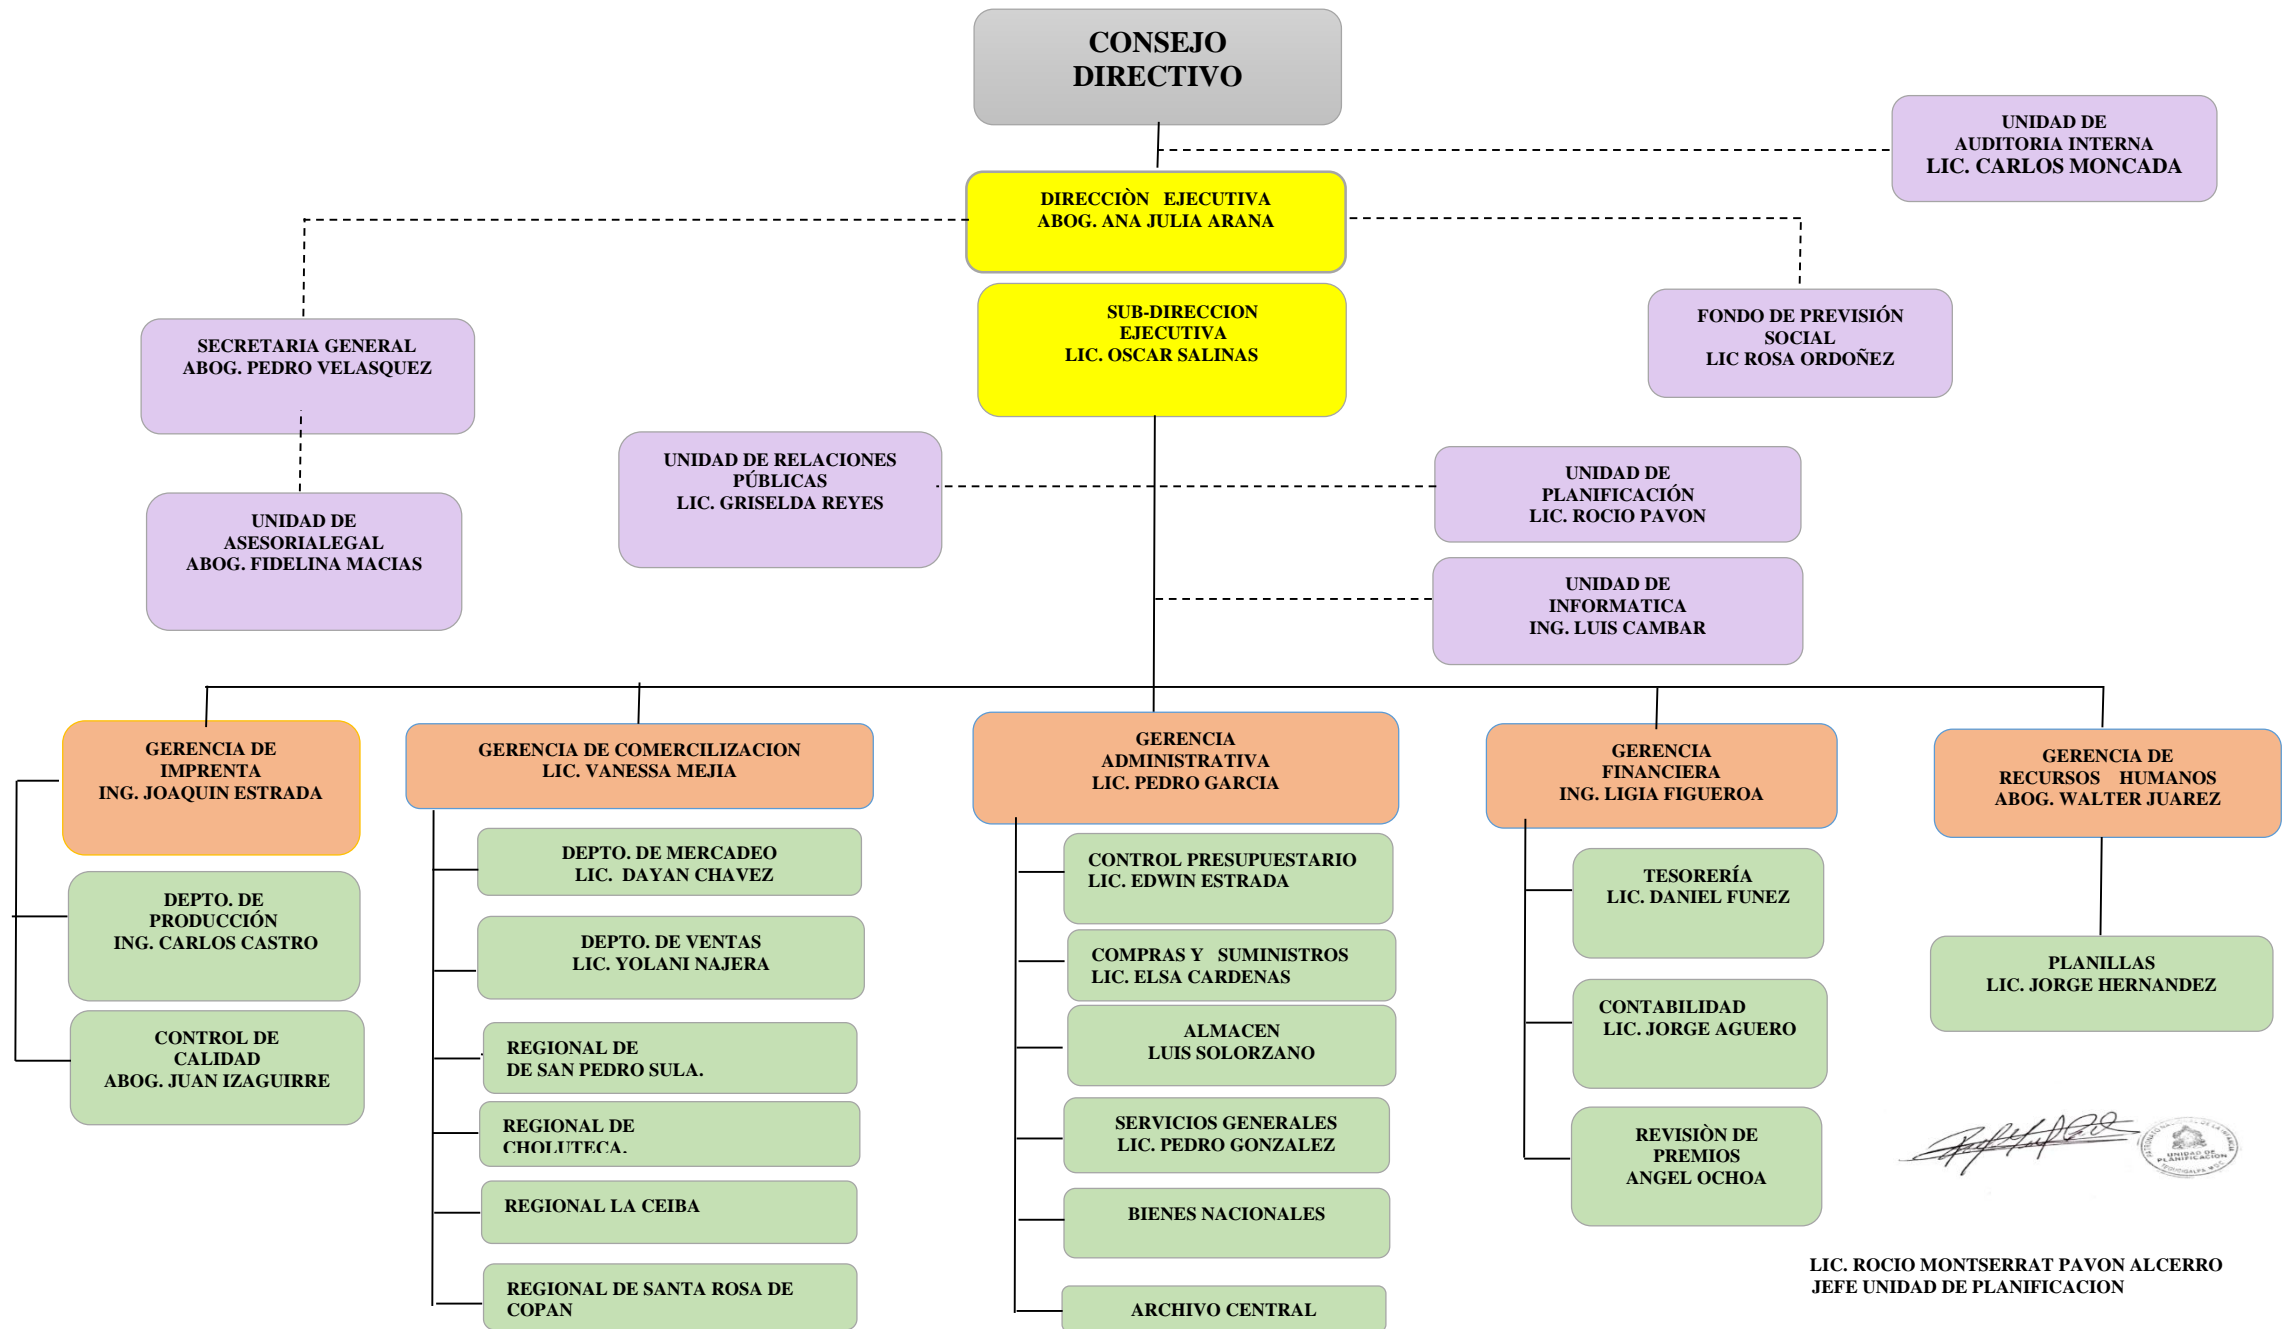 CONSEJO
DIRECTIVO
UNIDAD DE
AUDITORIA INTERNA
LIC. CARLOS MONCADA
DIRECCIÒN EJECUTIVA
ABOG. ANA JULIA ARANA
SUB-DIRECCION
EJECUTIVA
LIC. OSCAR SALINAS
SECRETARIA GENERAL
ABOG. PEDRO VELASQUEZ
FONDO DE PREVISIÓN
SOCIAL
LIC ROSA ORDOÑEZ
UNIDAD DE
ASESORIALEGAL
ABOG. FIDELINA MACIAS
UNIDAD DE RELACIONES
PÚBLICAS
LIC. GRISELDA REYES
UNIDAD DE
PLANIFICACIÓN
LIC. ROCIO PAVON
UNIDAD DE
INFORMATICA
ING. LUIS CAMBAR
GERENCIA DE
IMPRENTA
ING. JOAQUIN ESTRADA
DEPTO. DE
PRODUCCIÓN
ING. CARLOS CASTRO
CONTROL DE
CALIDAD
ABOG. JUAN IZAGUIRRE
GERENCIA DE COMERCILIZACION
LIC. VANESSA MEJIA
DEPTO. DE MERCADEO
LIC. DAYAN CHAVEZ
DEPTO. DE VENTAS
LIC. YOLANI NAJERA
REGIONAL DE
DE SAN PEDRO SULA.
REGIONAL DE
CHOLUTECA.
REGIONAL LA CEIBA
REGIONAL DE SANTA ROSA DE
COPAN
GERENCIA
ADMINISTRATIVA
LIC. PEDRO GARCIA
CONTROL PRESUPUESTARIO
LIC. EDWIN ESTRADA
COMPRAS Y SUMINISTROS
LIC. ELSA CARDENAS
ALMACEN
LUIS SOLORZANO
SERVICIOS GENERALES
LIC. PEDRO GONZALEZ
BIENES NACIONALES
ARCHIVO CENTRAL
GERENCIA
FINANCIERA
ING. LIGIA FIGUEROA
TESORERÍA
LIC. DANIEL FUNEZ
CONTABILIDAD
LIC. JORGE AGUERO
REVISIÒN DE
PREMIOS
ANGEL OCHOA
GERENCIA DE
RECURSOS HUMANOS
ABOG. WALTER JUAREZ
PLANILLAS
LIC. JORGE HERNANDEZ
UNIDAD DE
PLANIFICACION
LIC. ROCIO MONTSERRAT PAVON ALCERRO
JEFE UNIDAD DE PLANIFICACION